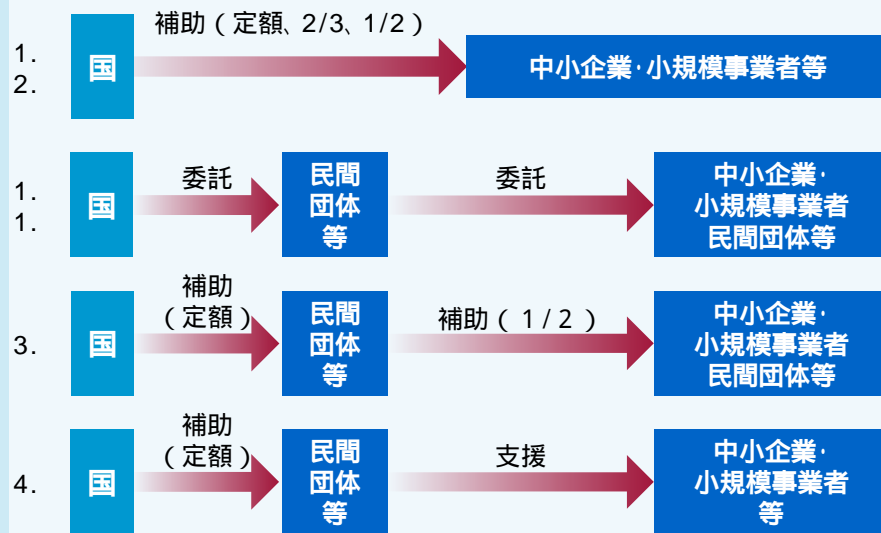 補助（定額、2/3、1/2）
1.
2.
国
中小企業･小規模事業者等
1.
1.
国
委託
民間
団体
等
委託
中小企業･
小規模事業者
民間団体等
3.
国
補助
（定額）
民間
団体
等
補助（1/2）
中小企業･
小規模事業者
民間団体等
4.
国
補助
（定額）
民間
団体
等
支援
中小企業･
小規模事業者
等